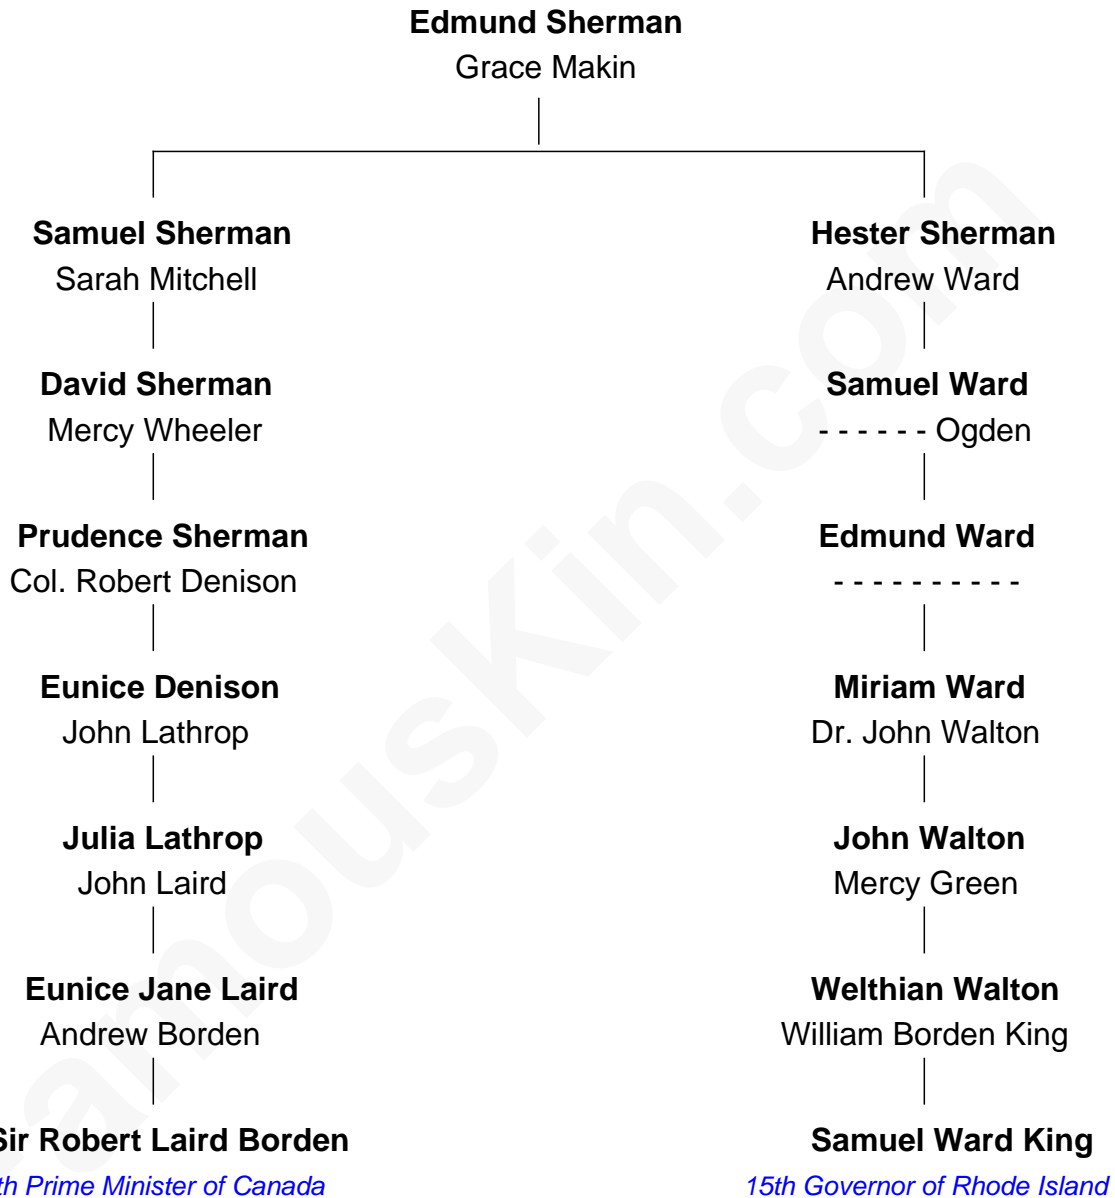 Edmund Sherman
Grace Makin
Samuel Sherman
Sarah Mitchell
Hester Sherman
Andrew Ward
David Sherman
Mercy Wheeler
Samuel Ward
- - - - - - Ogden
Prudence Sherman
Col. Robert Denison
Edmund Ward
- - - - - - - - - -
Eunice Denison
John Lathrop
Miriam Ward
Dr. John Walton
Julia Lathrop
John Laird
John Walton
Mercy Green
Eunice Jane Laird
Andrew Borden
Welthian Walton
William Borden King
Sir Robert Laird Borden
th Prime Minister of Canada
Samuel Ward King
15th Governor of Rhode Island
amouskin.com